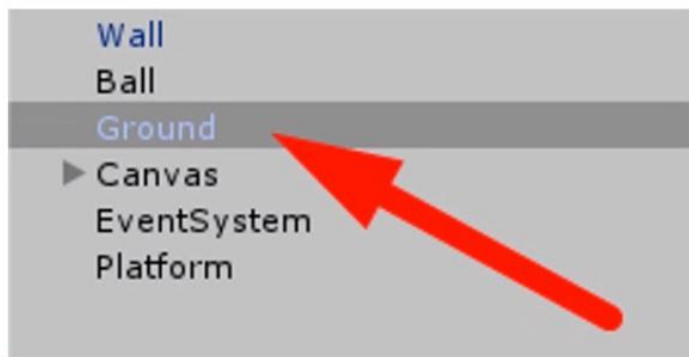 Wall
Ball
Ground
Canvas
EventSystem
Platform